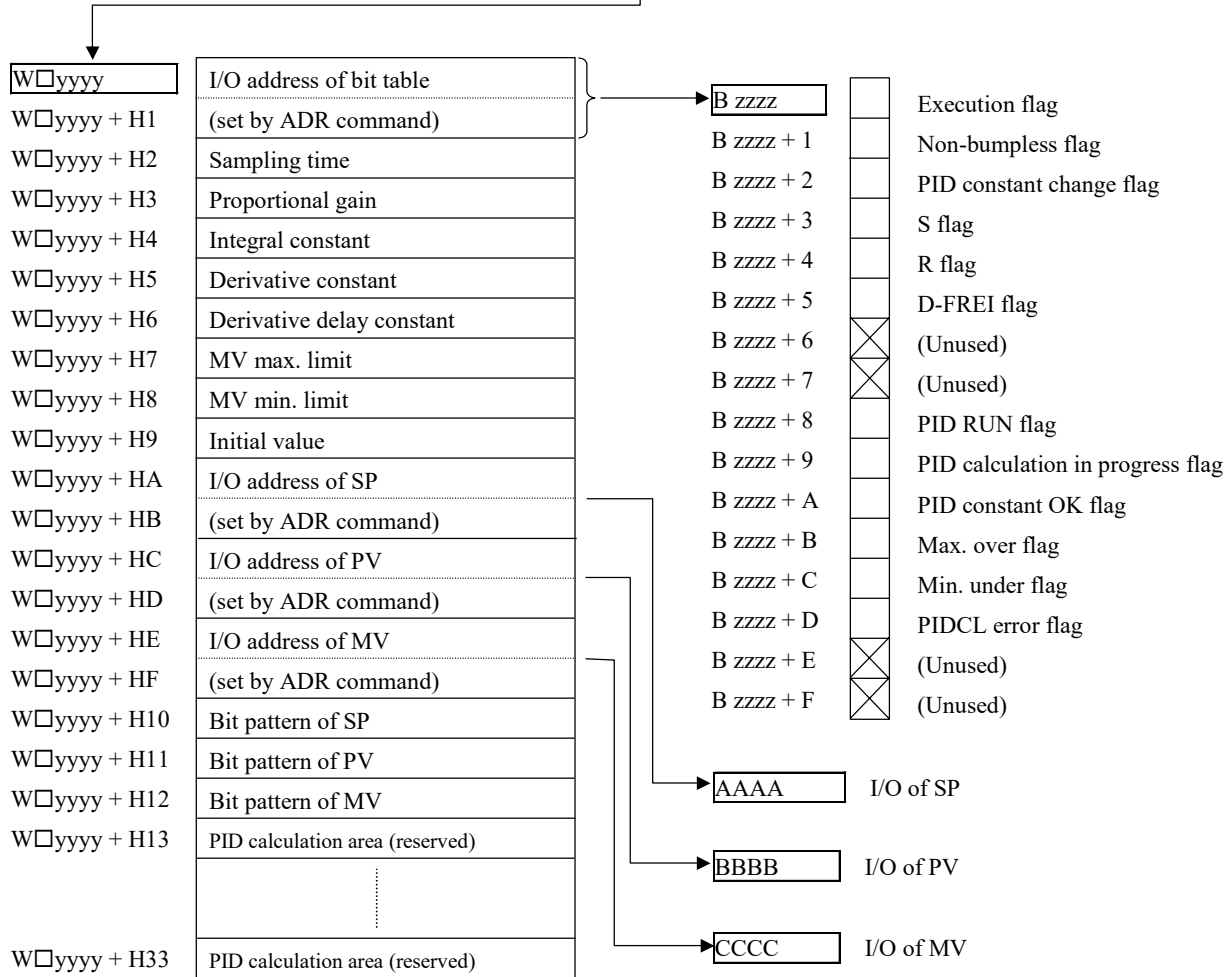 W□yyyy I/O address of bit table
W□yyyy + H1 (set by ADR command)
W□yyyy + H2 Sampling time
W□yyyy + H3 Proportional gain
W□yyyy + H4 Integral constant
W□yyyy + H5 Derivative constant
W□yyyy + H6 Derivative delay constant
W□yyyy + H7 MV max. limit
W□yyyy + H8 MV min. limit
W□yyyy + H9 Initial value
W□yyyy + HA I/O address of SP
W□yyyy + HB (set by ADR command)
W□yyyy + HC I/O address of PV
W□yyyy + HD (set by ADR command)
W□yyyy + HE I/O address of MV
W□yyyy + HF (set by ADR command)
W□yyyy + H10 Bit pattern of SP
W□yyyy + H11 Bit pattern of PV
W□yyyy + H12 Bit pattern of MV
W□yyyy + H13 PID calculation area (reserved)
W□yyyy + H33 PID calculation area (reserved)
B zzzz Execution flag
B zzzz + 1 Non-bumpless flag
B zzzz + 2 PID constant change flag
B zzzz + 3 S flag
B zzzz + 4 R flag
B zzzz + 5 D-FREI flag
B zzzz + 6 (Unused)
B zzzz + 7 (Unused)
B zzzz + 8 PID RUN flag
B zzzz + 9 PID calculation in progress flag
B zzzz + A PID constant OK flag
B zzzz + B Max. over flag
B zzzz + C Min. under flag
B zzzz + D PIDCL error flag
B zzzz + E (Unused)
B zzzz + F (Unused)
AAAA I/O of SP
BBBB I/O of PV
CCCC I/O of MV